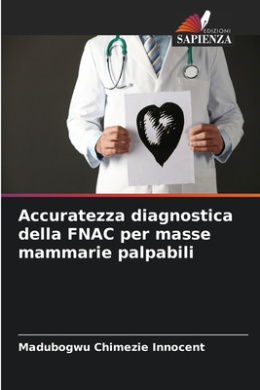 EDIZIONI
SAPIENZA
Accuratezza diagnostica
della FNAC per masse
mammarie palpabili
Madubogwu Chimezie Innocent